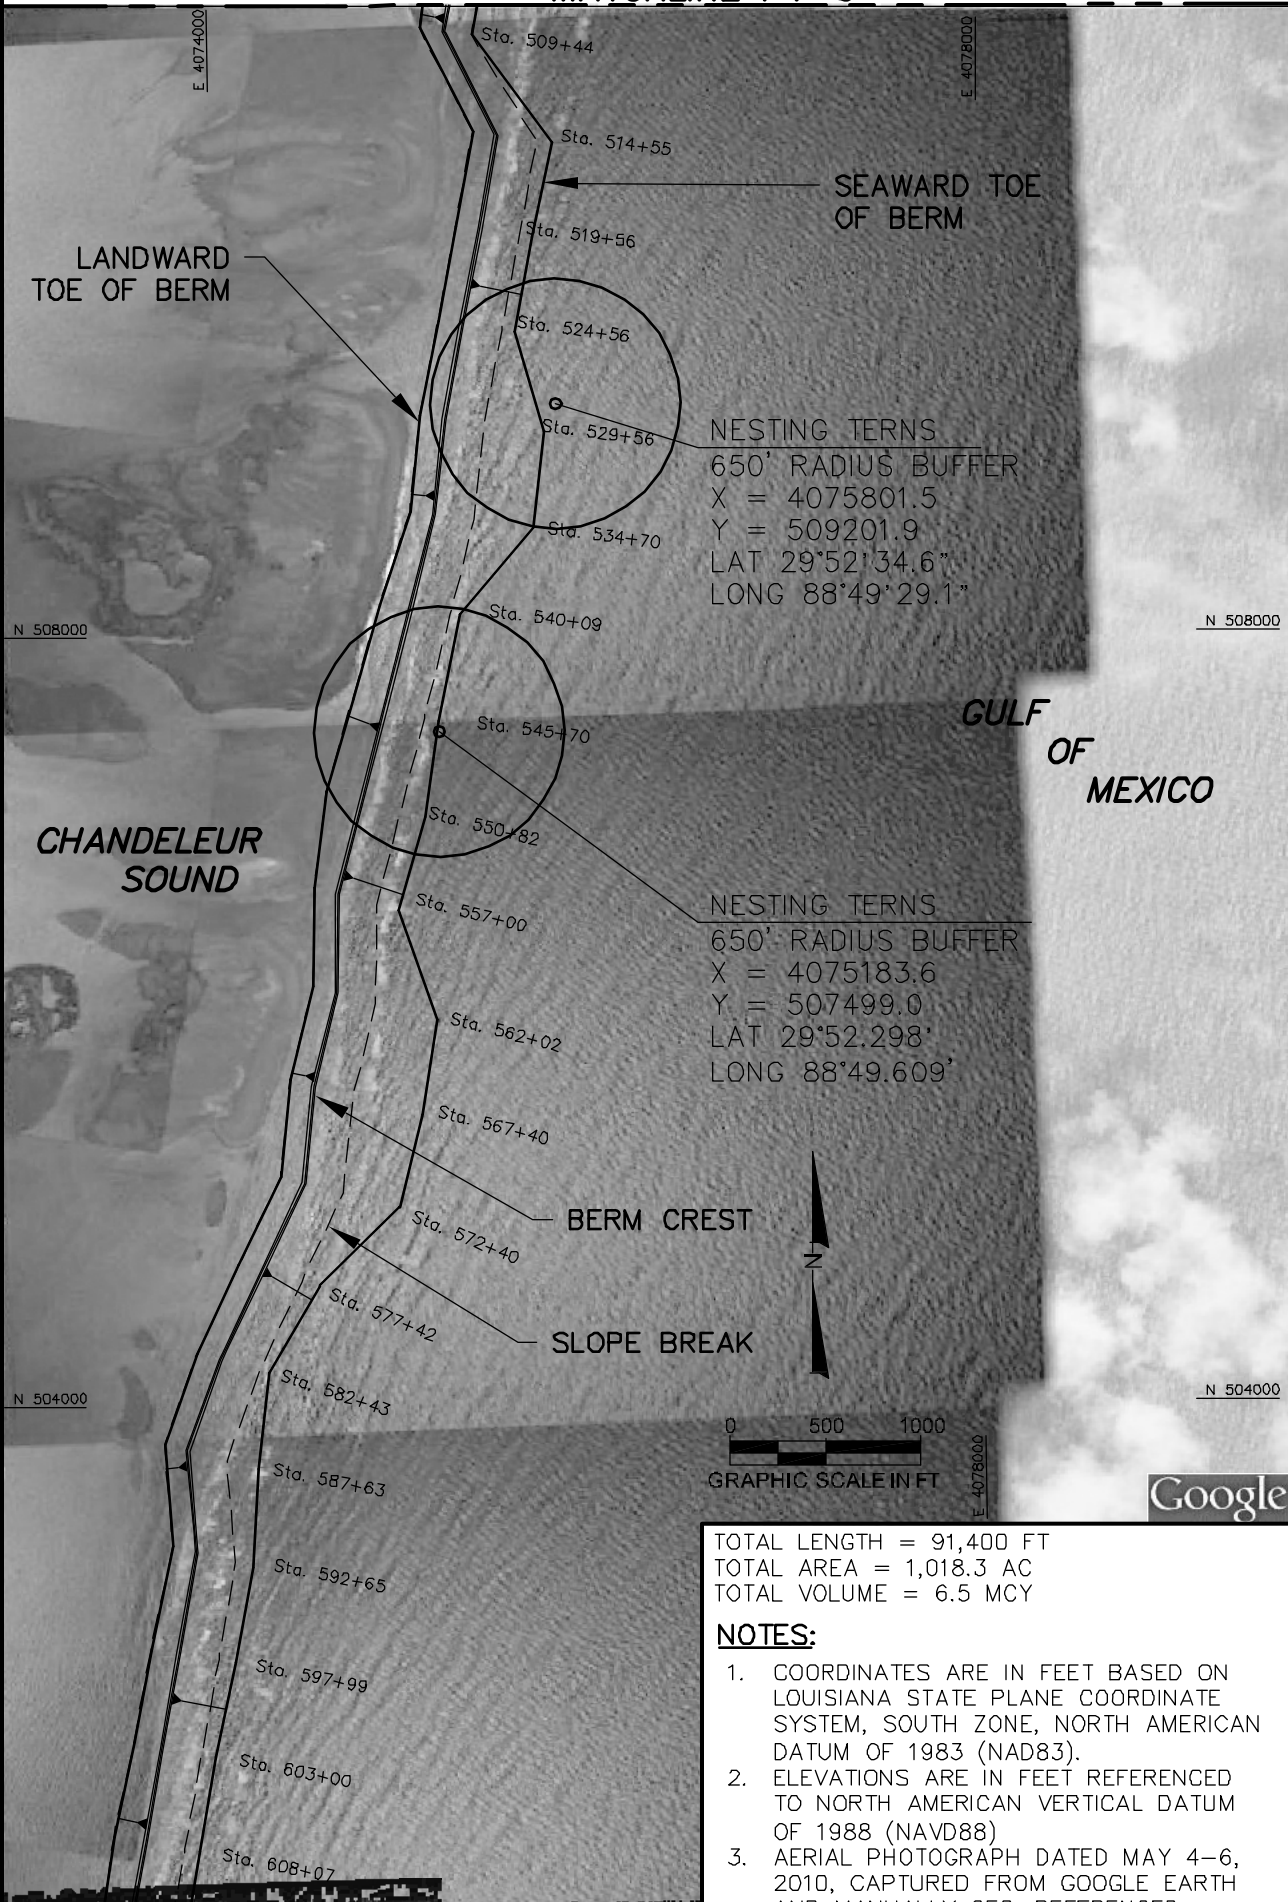 E 4074000
E 4078000
Sta. 509+44
Sta. 514+55
SEAWARD TOE
OF BERM
Sta. 519+56
LANDWARD
TOE OF BERM
Sta. 524+56
Sta. 529+56
NESTING TERNS
650' RADIUS BUFFER
X = 4075801.5
Y = 509201.9
LAT 29°52'34.6"
LONG 88°49'29.1"
Sta. 534+70
Sta. 540+09
N 508000
N 508000
GULF
OF
MEXICO
Sta. 545+70
Sta. 550+82
CHANDELEUR
SOUND
Sta. 557+00
NESTING TERNS
650' RADIUS BUFFER
X = 4075183.6
Y = 507499.0
LAT 29°52.298'
LONG 88°49.609'
Sta. 562+02
Sta. 567+40
BERM CREST
Sta. 572+40
N
Sta. 577+42
SLOPE BREAK
Sta. 582+43
N 504000
N 504000
0 500 1000
GRAPHIC SCALE IN FT
E 4078000
Sta. 587+63
Google
Sta. 592+65
Sta. 597+99
Sta. 603+00
Sta. 608+07
TOTAL LENGTH = 91,400 FT
TOTAL AREA = 1,018.3 AC
TOTAL VOLUME = 6.5 MCY
NOTES:
1. COORDINATES ARE IN FEET BASED ON
LOUISIANA STATE PLANE COORDINATE
SYSTEM, SOUTH ZONE, NORTH AMERICAN
DATUM OF 1983 (NAD83).
2. ELEVATIONS ARE IN FEET REFERENCED
TO NORTH AMERICAN VERTICAL DATUM
OF 1988 (NAVD88)
3. AERIAL PHOTOGRAPH DATED MAY 4-6,
2010, CAPTURED FROM GOOGLE EARTH